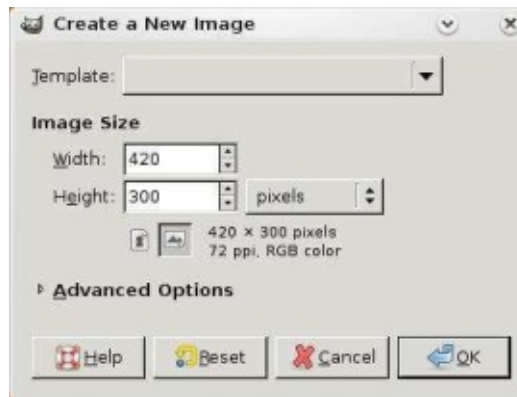 Create a New Image
Template:
Image Size
Width: 420
Height: 300 pixels
420 × 300 pixels
72 ppi, RGB color
Advanced Options
Help Reset Cancel OK